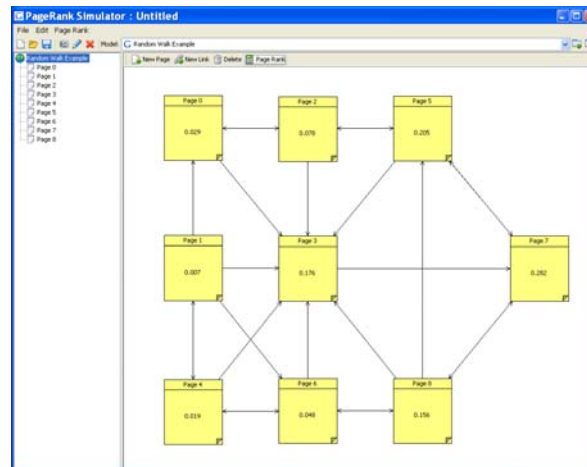 PageRank Simulator : Untitled
File Edit Page Rank
Model: Random Walk Example
Random Walk Example
Page 0
Page 1
Page 2
Page 3
Page 4
Page 5
Page 6
Page 7
Page 8
New Page New Link Delete Page Rank
Page 0 Page 2 Page 5
0.029 0.078 0.205
Page 1 Page 3 Page 7
0.007 0.176 0.282
Page 4 Page 6 Page 8
0.019 0.048 0.156